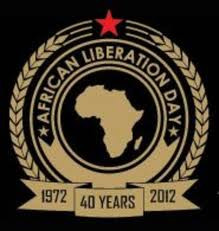 AFRICAN LIBERATION DAY
1972 40 YEARS 2012